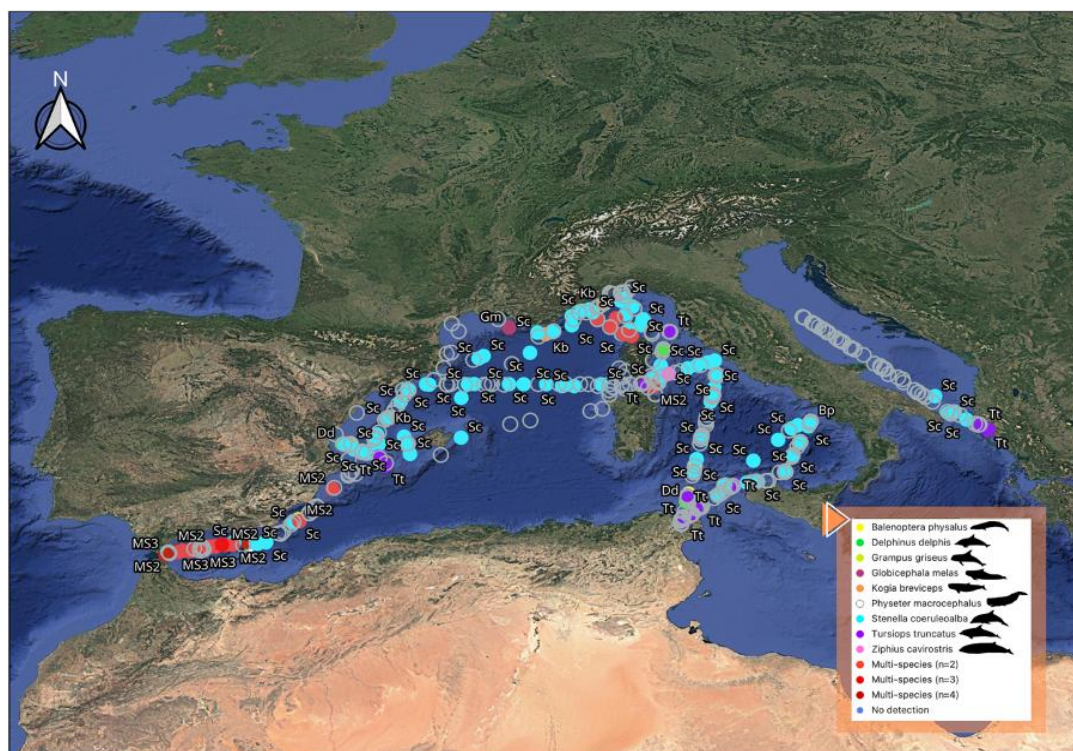 N
Sc
Kb
Sc
Sc
Gm
Sc
Sc
Tt
Sc
Kb
Sc
Sc
Sc
Sc
Sc
Sc Sc
Sc
Sc
Sc
Sc
Sc
Sc
Sc
Sc
Sc
Tt
MS2
Sc
Sc
Sc
Kb
Sc
Bp
Sc
Tt
Sc
Sc
Dd
Sc
Sc
Sc
Sc
Sc
Sc
Sc
Sc
Tt
Sc
Tt
MS2
Sc
Sc
Sc
Dd
Tt
Tt
Sc
Tt
Tt
Sc
Tt
Sc
MS2
Sc
MS3
MS2
Sc
MS2
Sc
MS2
MS3
MS3
MS2
Balenoptera physalus
Delphinus delphis
Grampus griseus
Globicephala melas
Kogia breviceps
Physeter macrocephalus
Stenella coeruleoalba
Tursiops truncatus
Ziphius cavirostris
Multi-species (n=2)
Multi-species (n=3)
Multi-species (n=4)
No detection